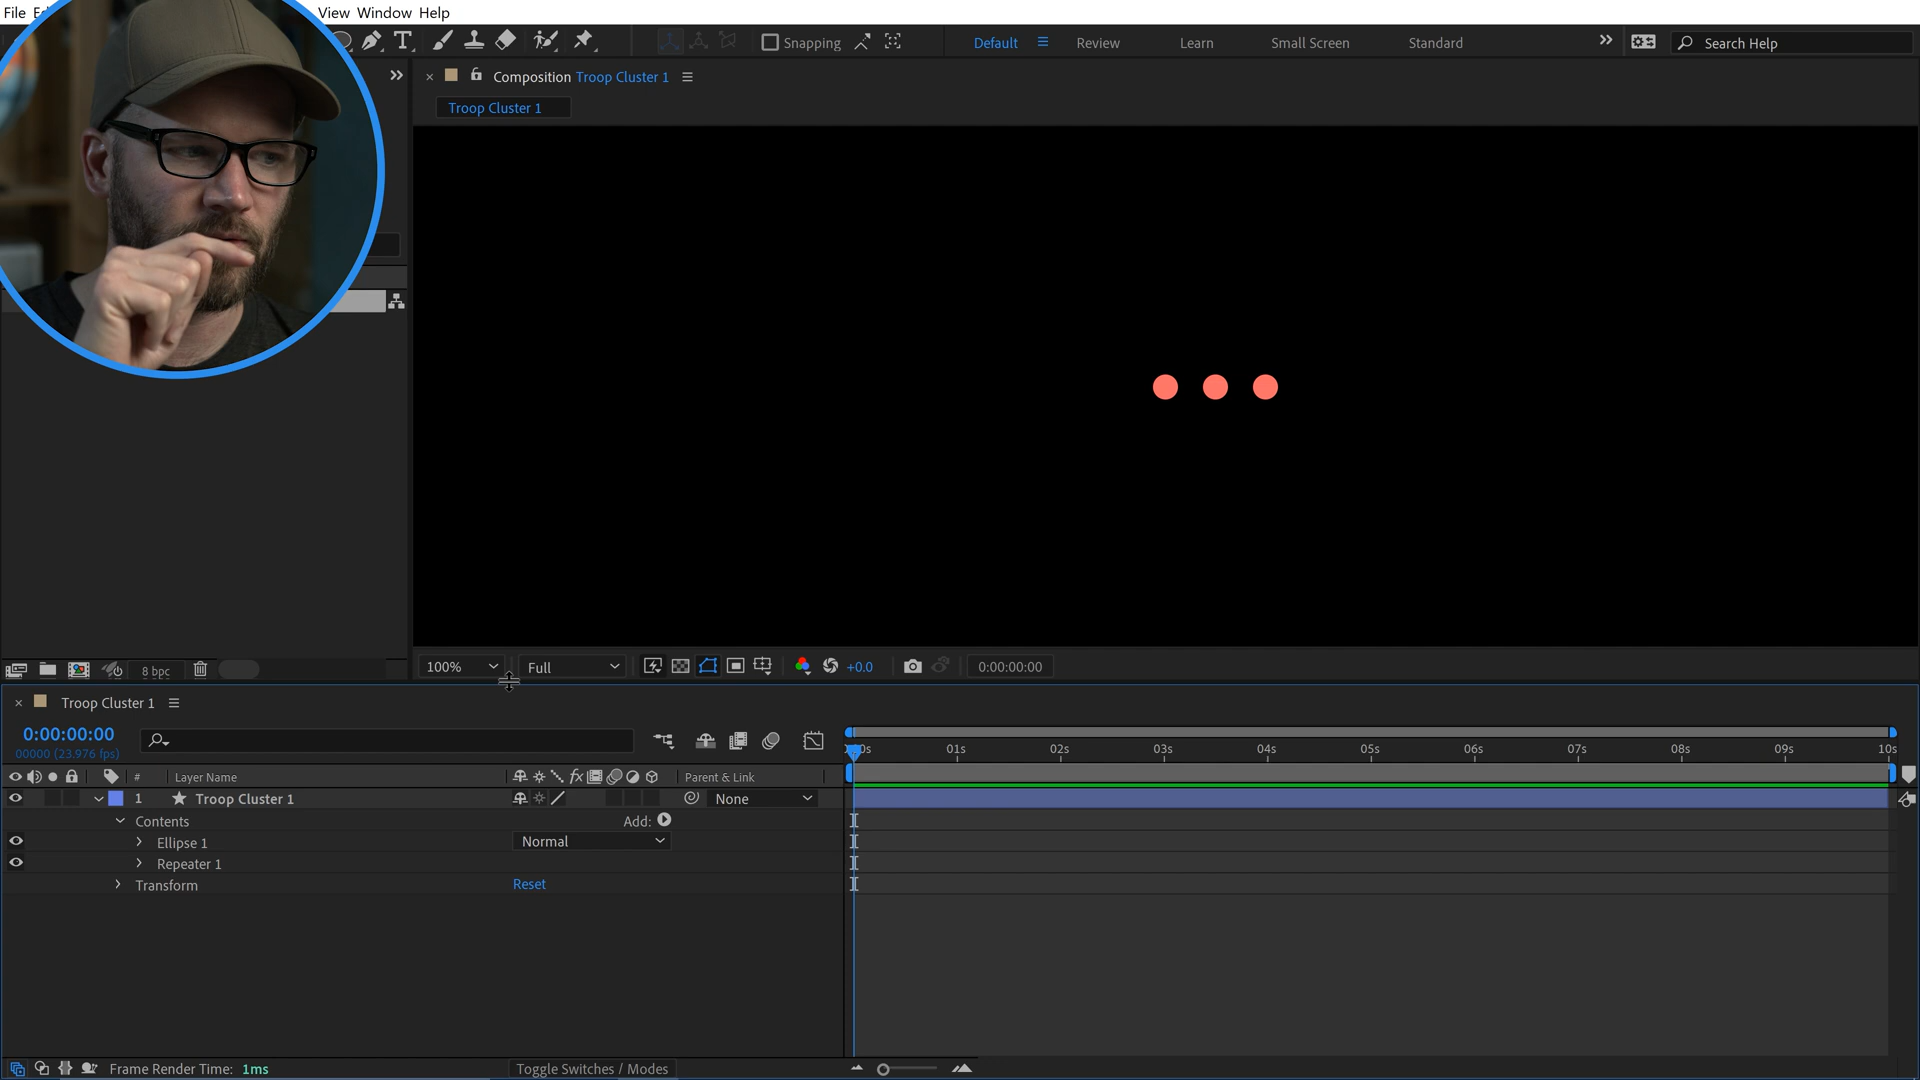 File
View Window Help
Snapping
Default
Review
Learn
Small Screen
Standard
Search Help
Composition Troop Cluster 1
Troop Cluster 1
8 bpc
100%
Full
+0.0
0:00:00:00
Troop Cluster 1
0:00:00:00
00000 (23.976 fps)
01s 02s 03s 04s 05s 06s 07s 08s 09s 10s
# Layer Name
Parent & Link
1 Troop Cluster 1
None
Contents
Add:
Ellipse 1
Normal
Repeater 1
Transform
Reset
Frame Render Time: 1ms
Toggle Switches / Modes